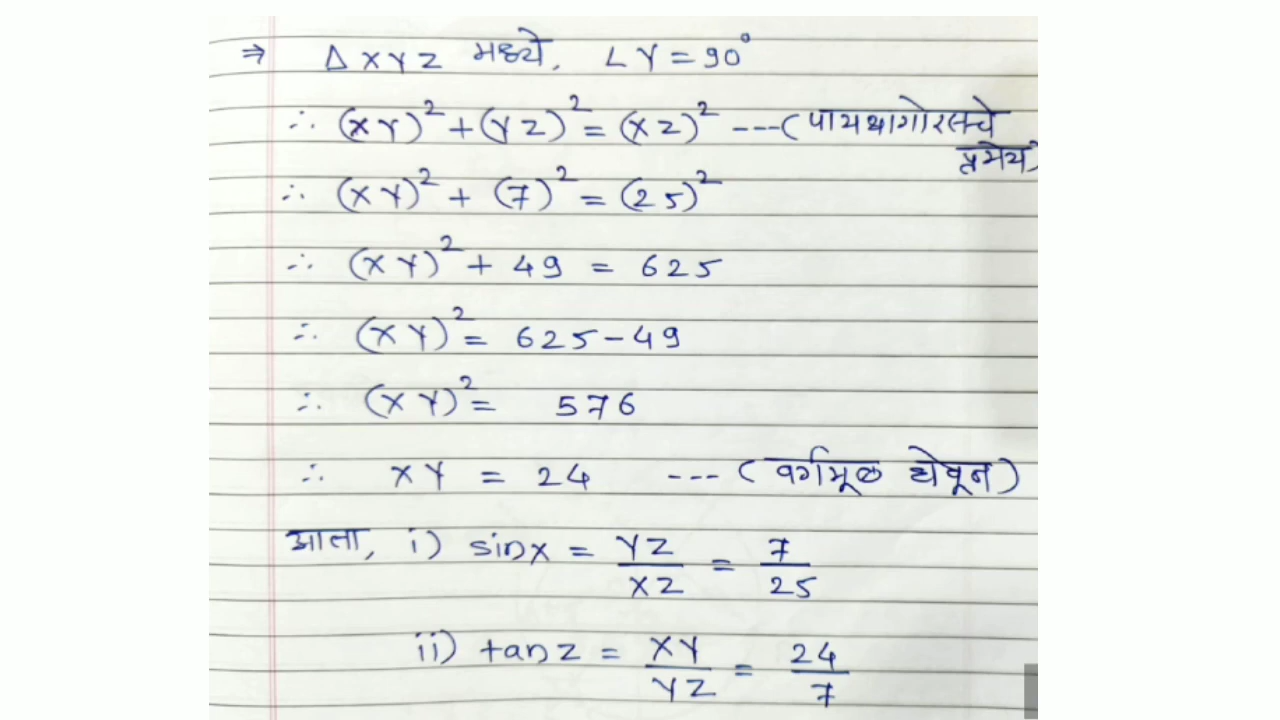 ⇒ Δ X Y Z मध्ये, ∠Y = 90°
∴ (XY)² + (YZ)² = (XZ)² --- (पायथागोरसचे
प्रमेय)
∴ (XY)² + (7)² = (25)²
∴ (XY)² + 49 = 625
∴ (XY)² = 625 - 49
∴ (XY)² = 576
∴ XY = 24 --- (वर्गमूळ घेवून)
आता, i) sinx = YZ/XZ = 7/25
ii) tanz = XY/YZ = 24/7